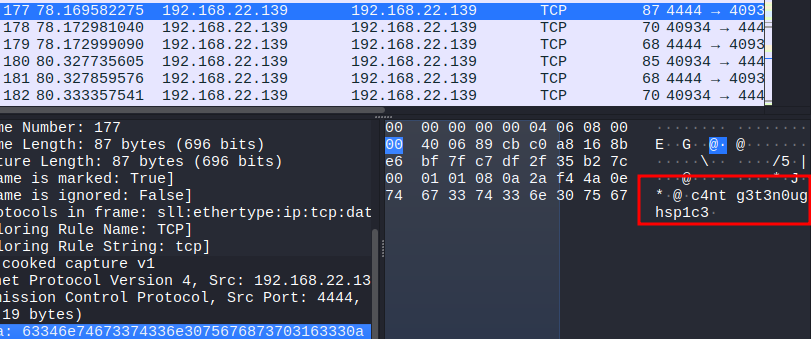 177 78.169582275 192.168.22.139 192.168.22.139 TCP 87 4444 → 4093
178 78.172981040 192.168.22.139 192.168.22.139 TCP 70 40934 → 444
179 78.172999090 192.168.22.139 192.168.22.139 TCP 68 4444 → 4093
180 80.327735605 192.168.22.139 192.168.22.139 TCP 85 40934 → 444
181 80.327859576 192.168.22.139 192.168.22.139 TCP 68 4444 → 4093
182 80.333357541 192.168.22.139 192.168.22.139 TCP 70 40934 → 444
me Number: 177
me Length: 87 bytes (696 bits)
ture Length: 87 bytes (696 bits)
ame is marked: True]
ame is ignored: False]
otocols in frame: sll:ethertype:ip:tcp:dat
loring Rule Name: TCP]
loring Rule String: tcp]
cooked capture v1
net Protocol Version 4, Src: 192.168.22.13
mission Control Protocol, Src Port: 4444,
19 bytes)
a: 63346e74673374336e3075676873703163330a
00 00 00 00 00 04 06 08 00 ········ ········
00 40 06 89 cb c0 a8 16 8b E··G··@·@·······
e6 bf 7f c7 df 2f 35 b2 7c ·····\·····/5·|
00 01 01 08 0a 2a f4 4a 0e ···@·······*·J·
74 67 33 74 33 6e 30 75 67 *·@·c4nt g3t3n0ug
hsp1c3·